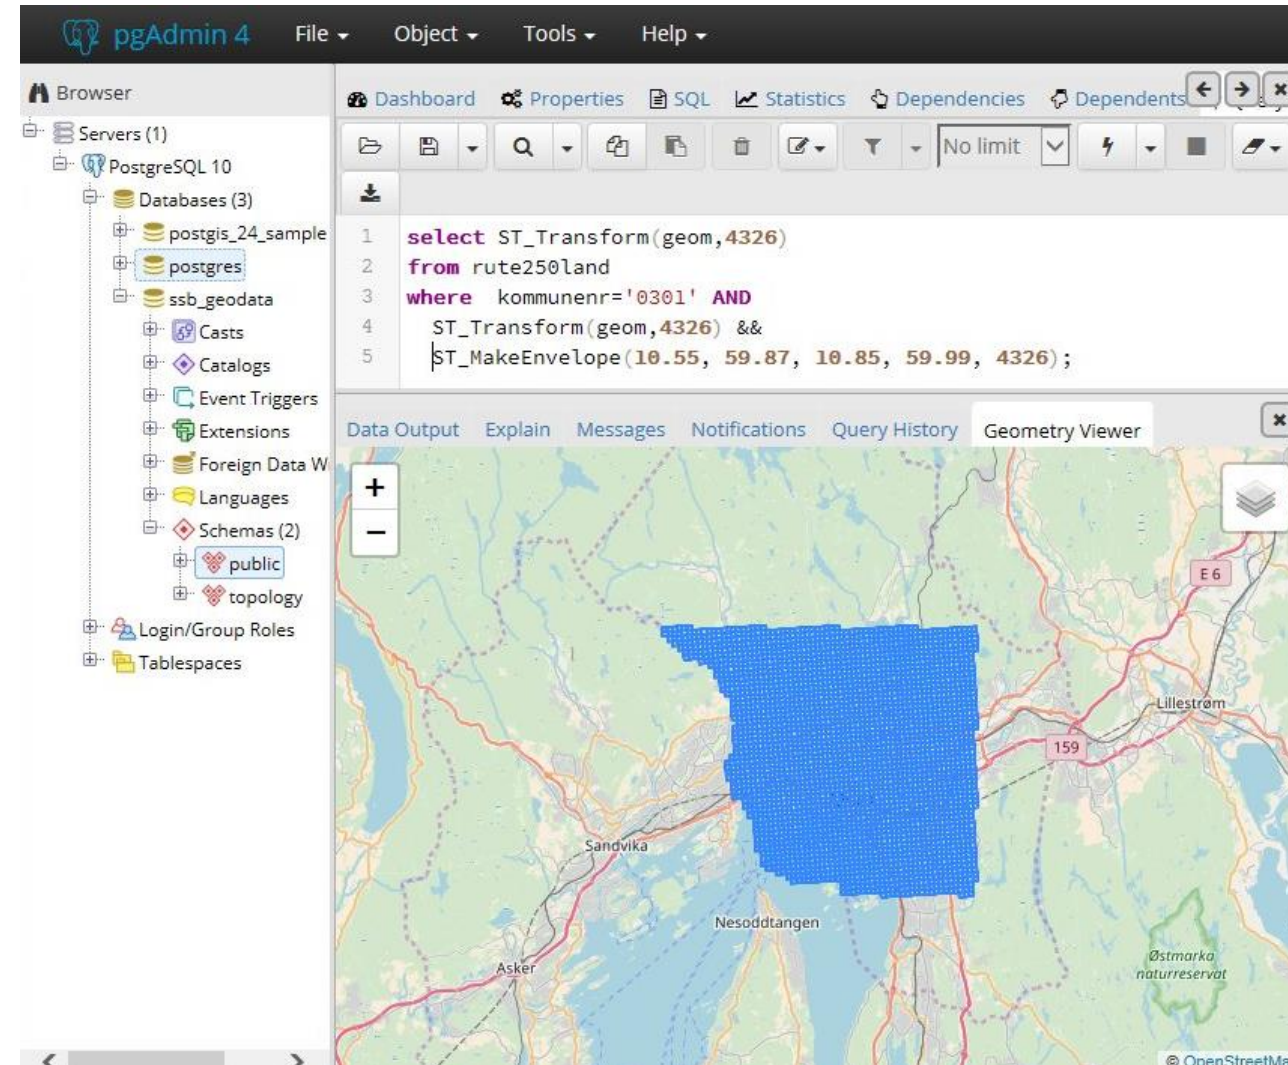 pgAdmin 4 File Object Tools Help
Browser
Servers (1)
PostgreSQL 10
Databases (3)
postgis_24_sample
postgres
ssb_geodata
Casts
Catalogs
Event Triggers
Extensions
Foreign Data W
Languages
Schemas (2)
public
topology
Login/Group Roles
Tablespaces
Dashboard Properties SQL Statistics Dependencies Dependents
No limit
1 select ST_Transform(geom,4326)
2 from rute250land
3 where kommunenr='0301' AND
4 ST_Transform(geom,4326) &&
5 ST_MakeEnvelope(10.55, 59.87, 10.85, 59.99, 4326);
Data Output Explain Messages Notifications Query History Geometry Viewer
+
−
E 6
Lillestrøm
159
Sandvika
Nesoddtangen
Asker
Østmarka
naturreservat
© OpenStreetMa